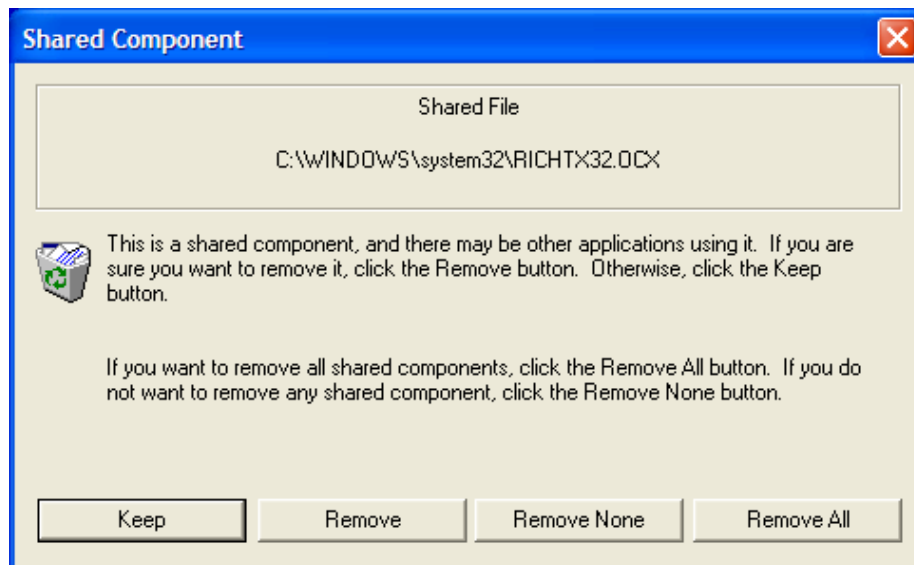 Shared Component
Shared File
C:\WINDOWS\system32\RICHTX32.OCX
This is a shared component, and there may be other applications using it.  If you are
sure you want to remove it, click the Remove button.  Otherwise, click the Keep
button.
If you want to remove all shared components, click the Remove All button.  If you do
not want to remove any shared component, click the Remove None button.
Keep
Remove
Remove None
Remove All